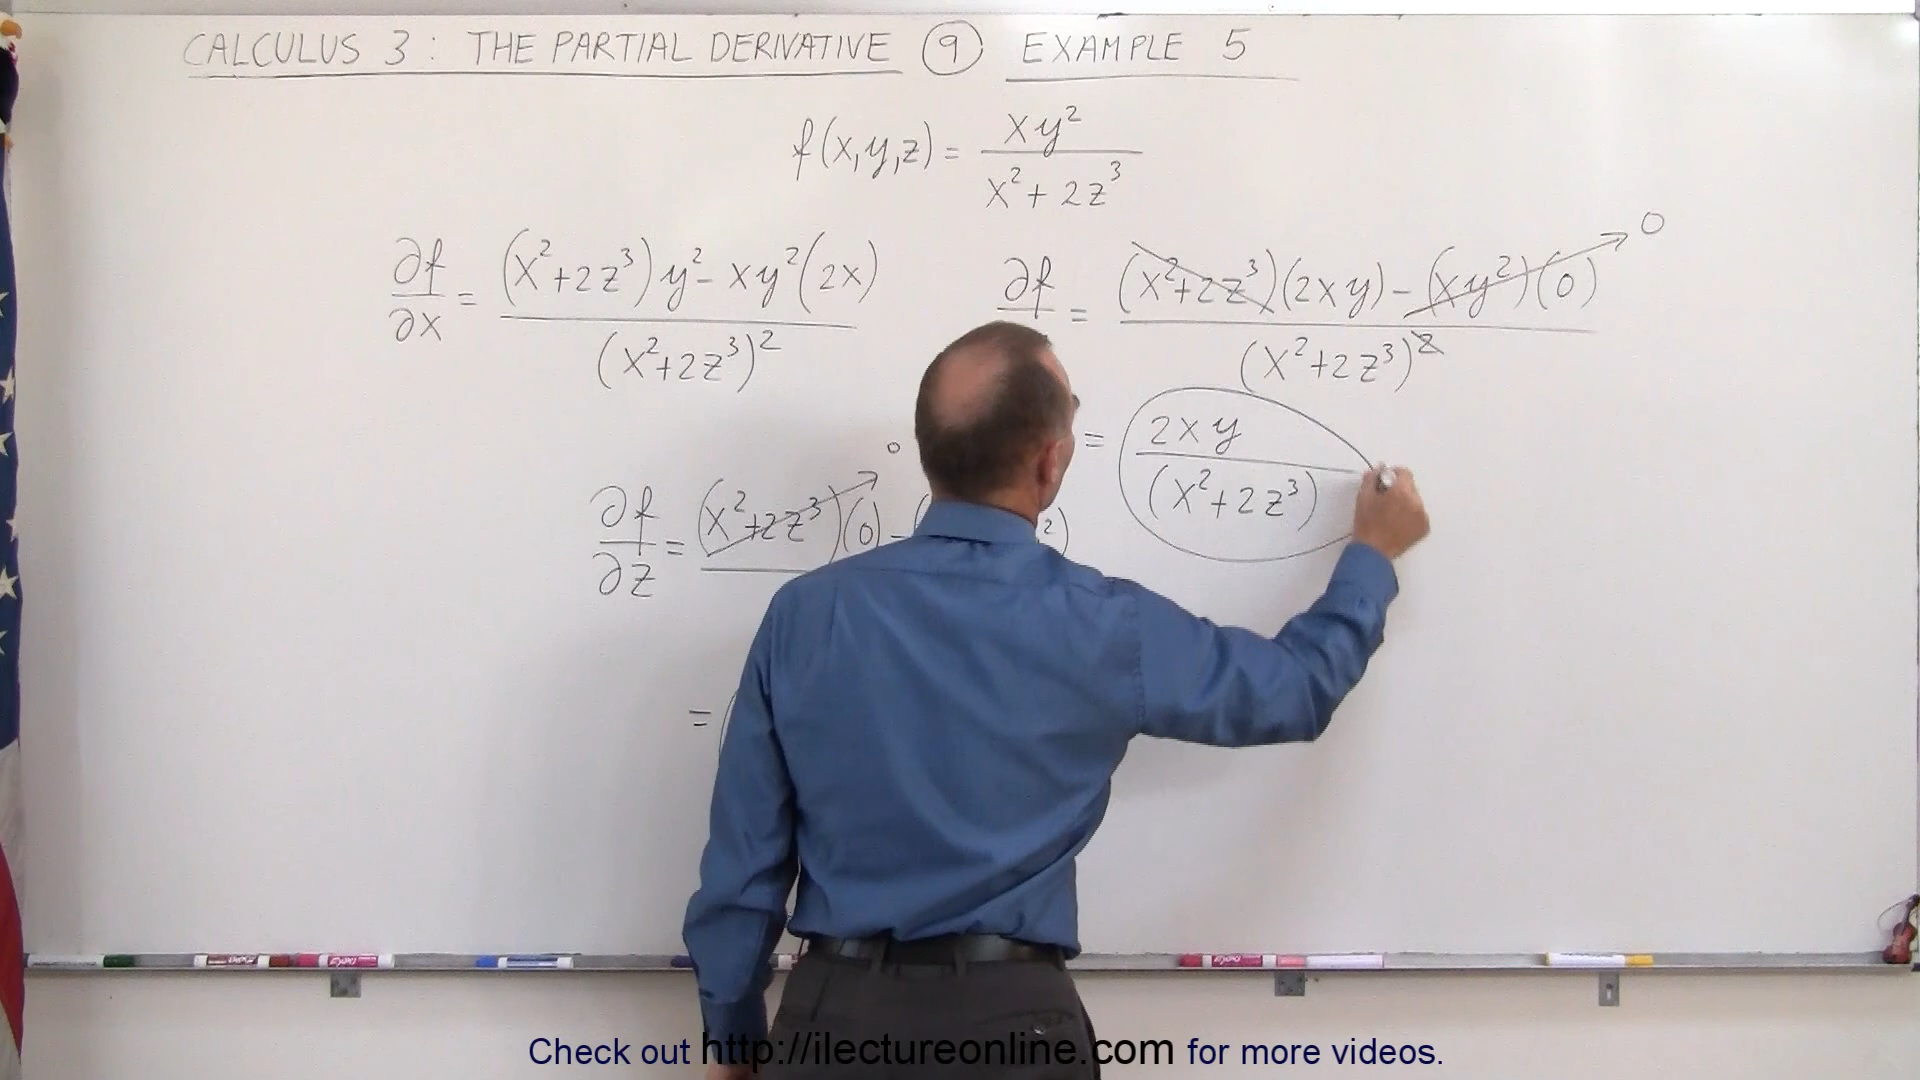 CALCULUS 3 : THE PARTIAL DERIVATIVE ⑨ EXAMPLE 5
f(x,y,z) = xy² / x² + 2z³
∂f/∂x = (x²+2z³)y² - xy²(2x) / (x²+2z³)²
∂f = (x²+2z³)(2xy) - (xy²)(0) / (x²+2z³)² 0
= 2xy / (x²+2z³)
∂f/∂z = (x²+2z³)(0) - ( ²) 0
=
Check out http://ilectureonline.com for more videos.